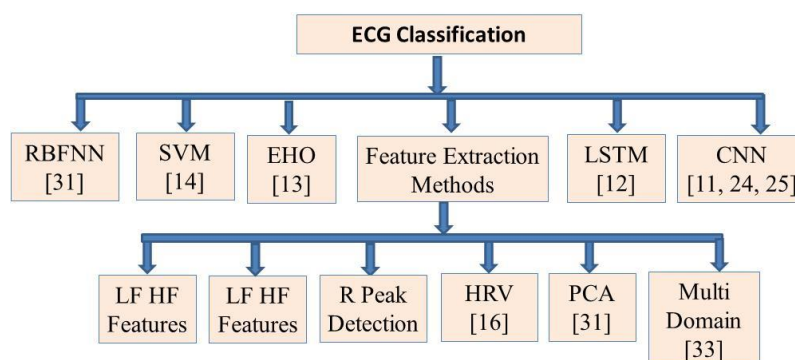 ECG Classification
RBFNN
[31]
SVM
[14]
EHO
[13]
Feature Extraction
Methods
LSTM
[12]
CNN
[11, 24, 25]
LF HF
Features
LF HF
Features
R Peak
Detection
HRV
[16]
PCA
[31]
Multi
Domain
[33]